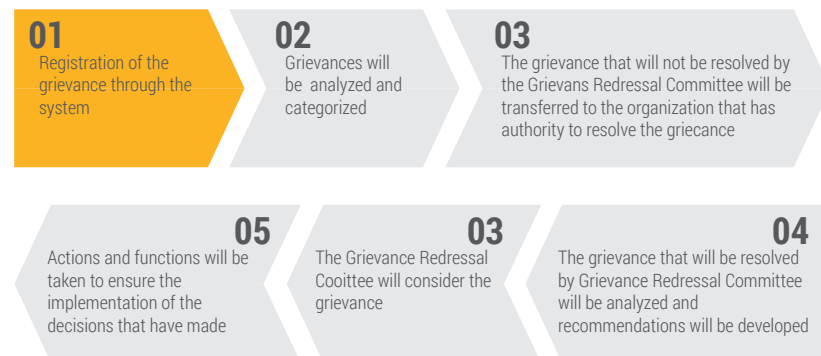 01
Registration of the
grievance through the
system
02
Grievances will
be analyzed and
categorized
03
The grievance that will not be resolved by
the Grievans Redressal Committee will be
transferred to the organization that has
authority to resolve the griecance
04
The grievance that will be resolved
by Grievance Redressal Committee
will be analyzed and
recommendations will be developed
03
The Grievance Redressal
Cooittee will consider the
grievance
05
Actions and functions will be
taken to ensure the
implementation of the
decisions that have made